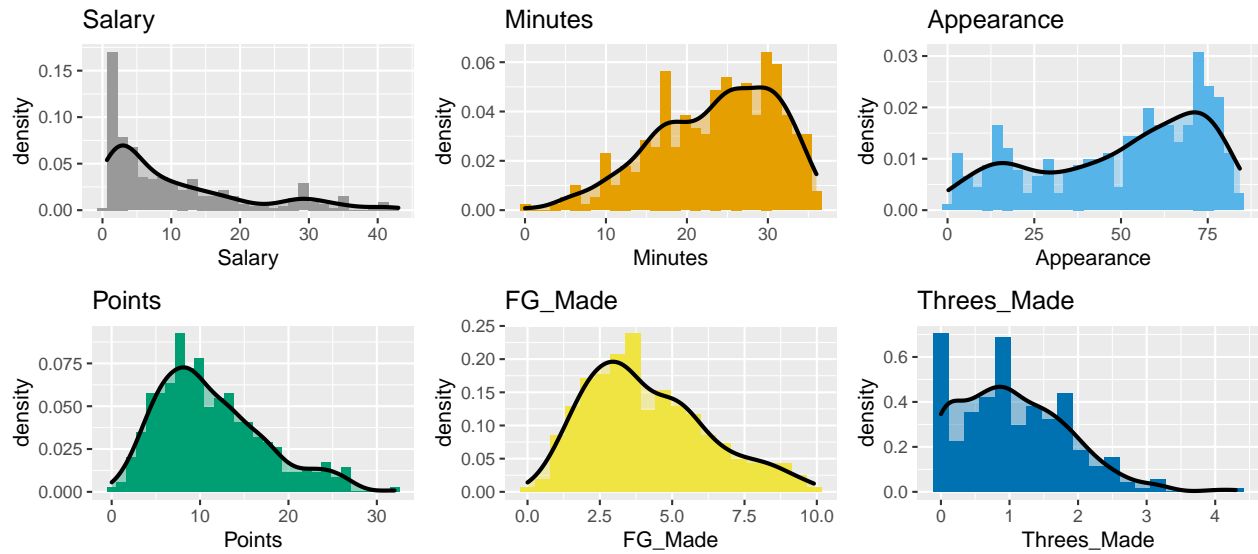 Salary
0.15
0.10
0.05
0.00
density
0 10 20 30 40
Salary
Minutes
0.06
0.04
0.02
0.00
density
0 10 20 30
Minutes
Appearance
0.03
0.02
0.01
0.00
density
0 25 50 75
Appearance
Points
0.075
0.050
0.025
0.000
density
0 10 20 30
Points
FG_Made
0.25
0.20
0.15
0.10
0.05
0.00
density
0.0 2.5 5.0 7.5 10.0
FG_Made
Threes_Made
0.6
0.4
0.2
0.0
density
0 1 2 3 4
Threes_Made